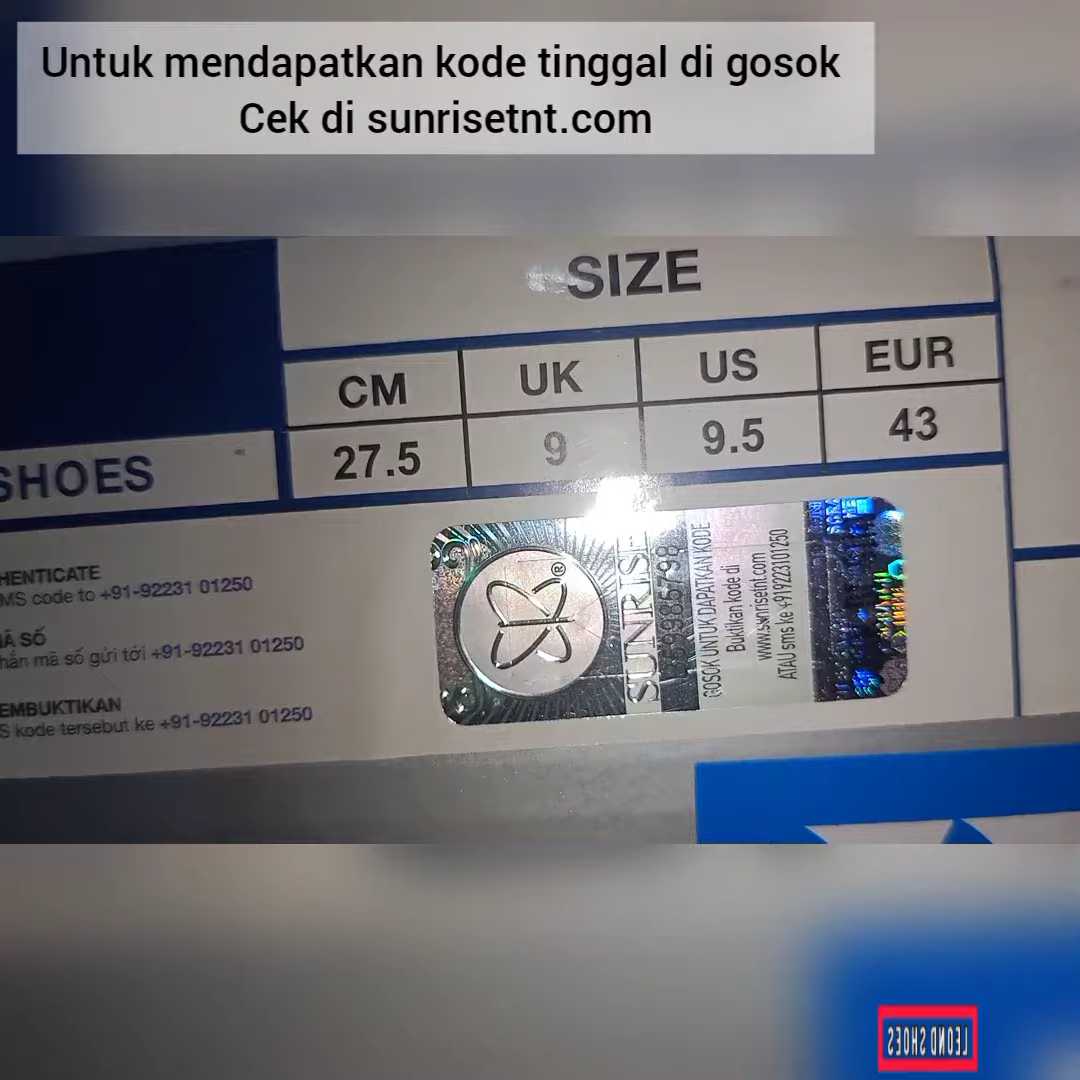 Untuk mendapatkan kode tinggal di gosok
Cek di sunrisetnt.com
SIZE
CM UK US EUR
27.5 9 9.5 43
SHOES
HENTICATE
MS code to +91-92231 01250
MÃ SỐ
hắn mã số gửi tới +91-92231 01250
EMBUKTIKAN
S kode tersebut ke +91-92231 01250
SUNRISE
GOSOK UNTUK DAPATKAN KODE
Buktikan kode di
www.sunrisetnt.com
ATAU sms ke +919223101250
LEOND SHOES